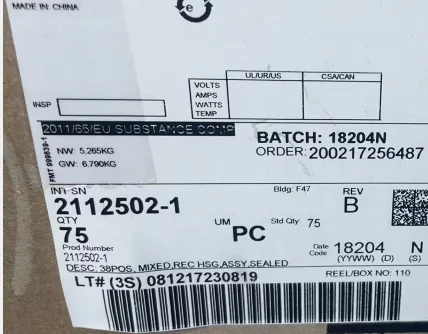 MADE IN: CHINA
e
UL/UR/US CSA/CAN
VOLTS
AMPS
WATTS
TEMP
INSP
2011/65/EU SUBSTANCE COMP
BATCH: 18204N
ORDER: 200217256487
NW: 5.265KG
GW: 6.790KG
FMT 999639-1
INT SN Bldg: F47 REV
2112502-1 B
QTY UM Std Qty: 75
75 PC
Prod Number Date Code 18204 N
2112502-1 (YYWW) (D) (S)
DESC: 38POS, MIXED,REC HSG,ASSY,SEALED
LT# (3S) 081217230819 REEL/BOX NO: 110